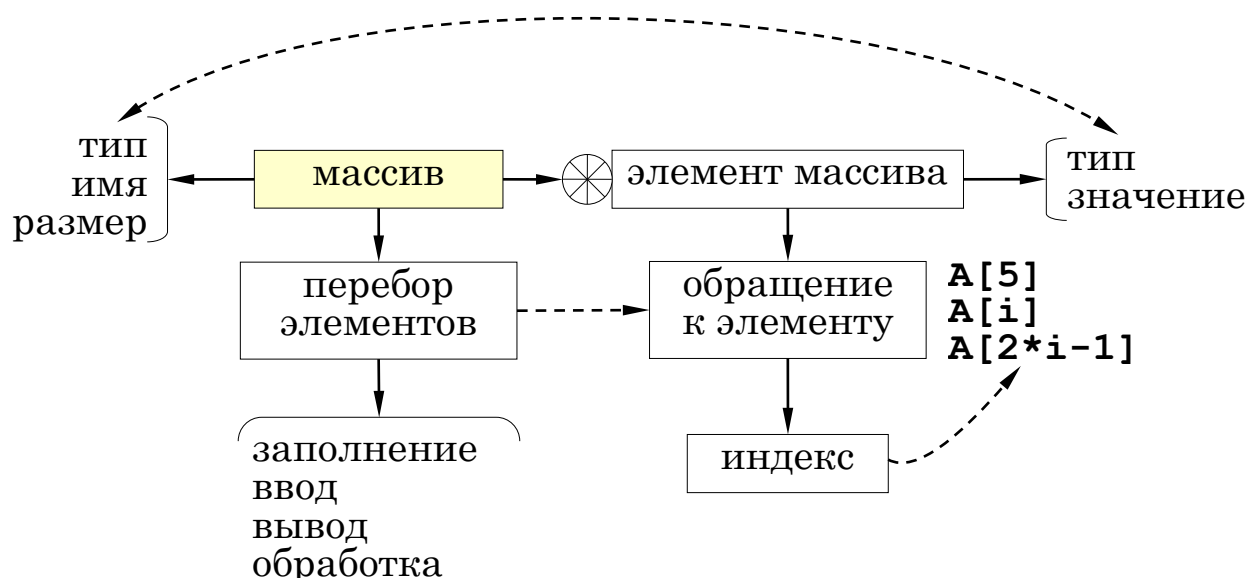 тип
имя
размер
массив
элемент массива
тип
значение
перебор
элементов
обращение
к элементу
A[5]
A[i]
A[2*i-1]
заполнение
ввод
вывод
обработка
индекс